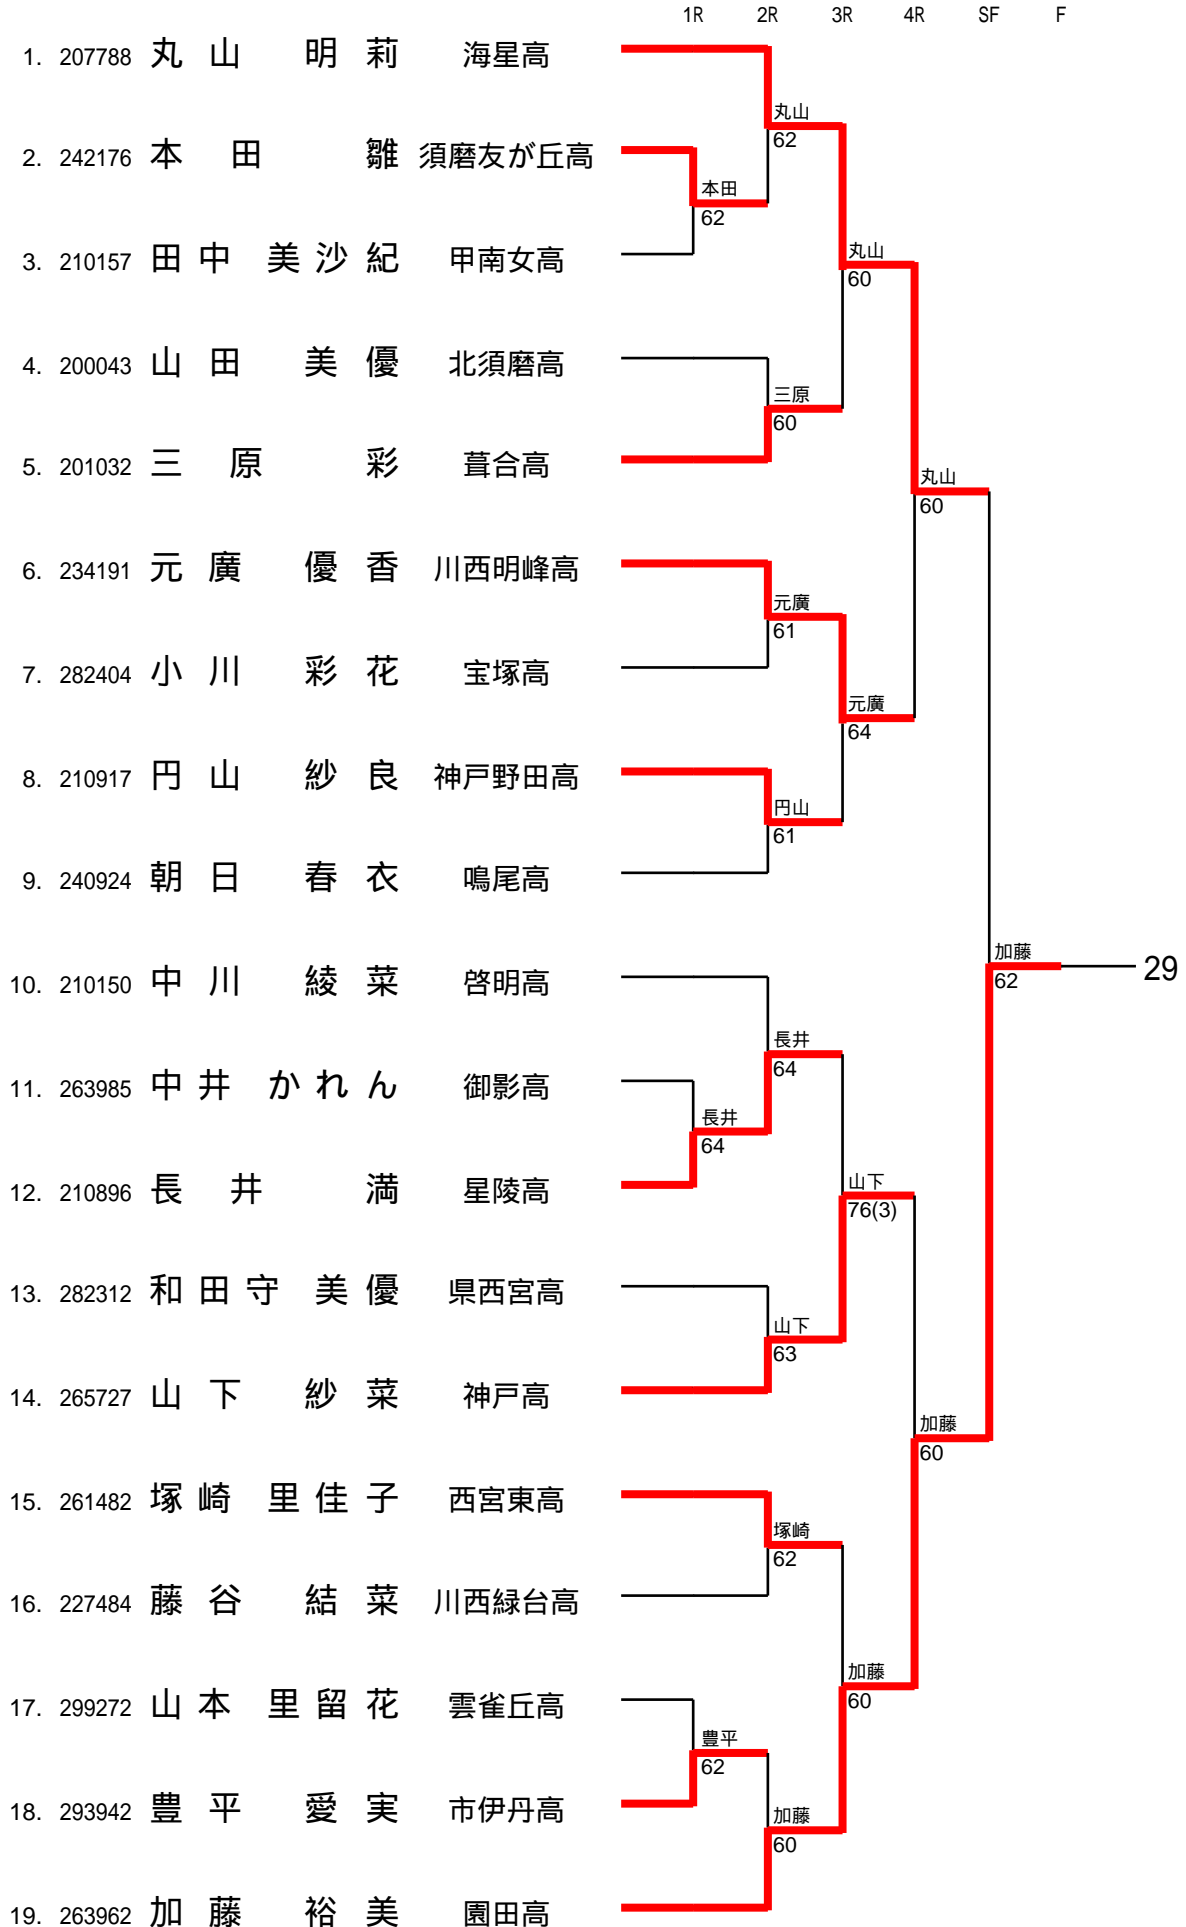 1R 2R 3R 4R SF F
1. 207788 丸山 明莉 海星高
丸山
62
2. 242176 本田 雛 須磨友が丘高
本田
62
3. 210157 田中 美沙紀 甲南女高
丸山
60
4. 200043 山田 美優 北須磨高
三原
60
5. 201032 三原 彩 葺合高
丸山
60
6. 234191 元廣 優香 川西明峰高
元廣
61
7. 282404 小川 彩花 宝塚高
元廣
64
8. 210917 円山 紗良 神戸野田高
円山
61
9. 240924 朝日 春衣 鳴尾高
加藤
62
29
10. 210150 中川 綾菜 啓明高
長井
64
11. 263985 中井 かれん 御影高
長井
64
12. 210896 長井 満 星陵高
山下
76(3)
13. 282312 和田守 美優 県西宮高
山下
63
14. 265727 山下 紗菜 神戸高
加藤
60
15. 261482 塚崎 里佳子 西宮東高
塚崎
62
16. 227484 藤谷 結菜 川西緑台高
加藤
60
17. 299272 山本 里留花 雲雀丘高
豊平
62
18. 293942 豊平 愛実 市伊丹高
加藤
60
19. 263962 加藤 裕美 園田高